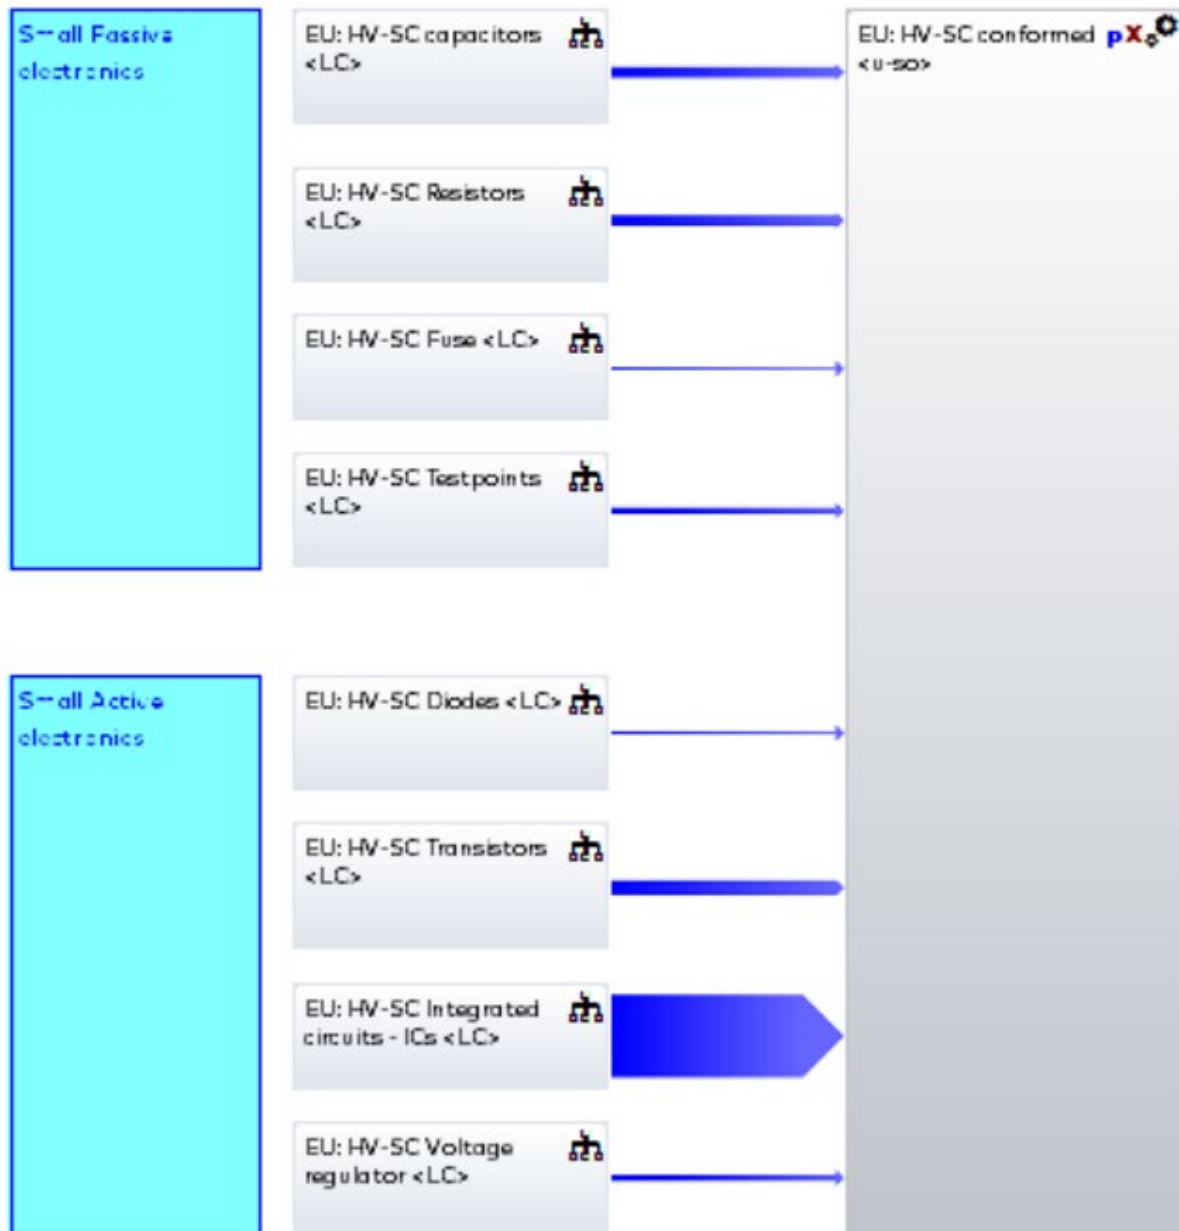 Small Passive
electronics
EU: HV-SC capacitors
<LC>
EU: HV-SC conformed pX
<u-so>
EU: HV-SC Resistors
<LC>
EU: HV-SC Fuse <LC>
EU: HV-SC Testpoints
<LC>
Small Active
electronics
EU: HV-SC Diodes <LC>
EU: HV-SC Transistors
<LC>
EU: HV-SC Integrated
circuits - ICs <LC>
EU: HV-SC Voltage
regulator <LC>